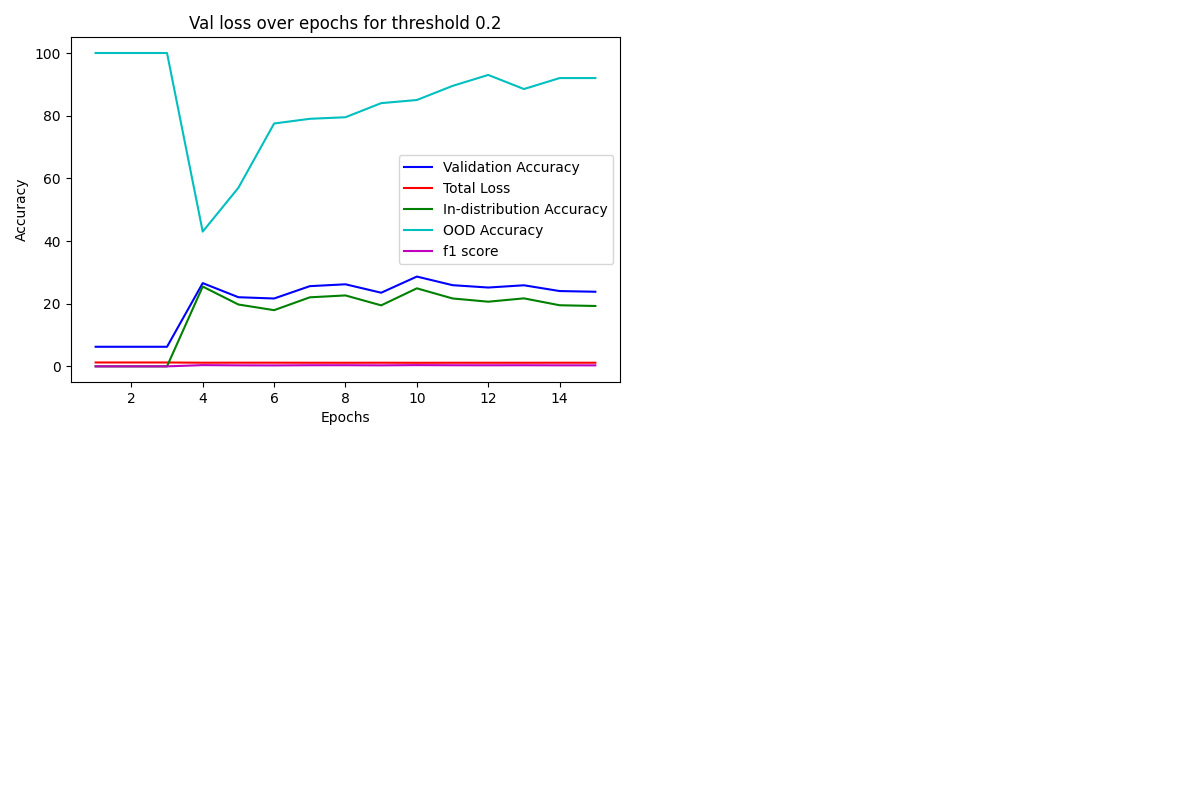 Val loss over epochs for threshold 0.2
100
80
60
40
20
0
Accuracy
Validation Accuracy
Total Loss
In-distribution Accuracy
OOD Accuracy
f1 score
2 4 6 8 10 12 14
Epochs